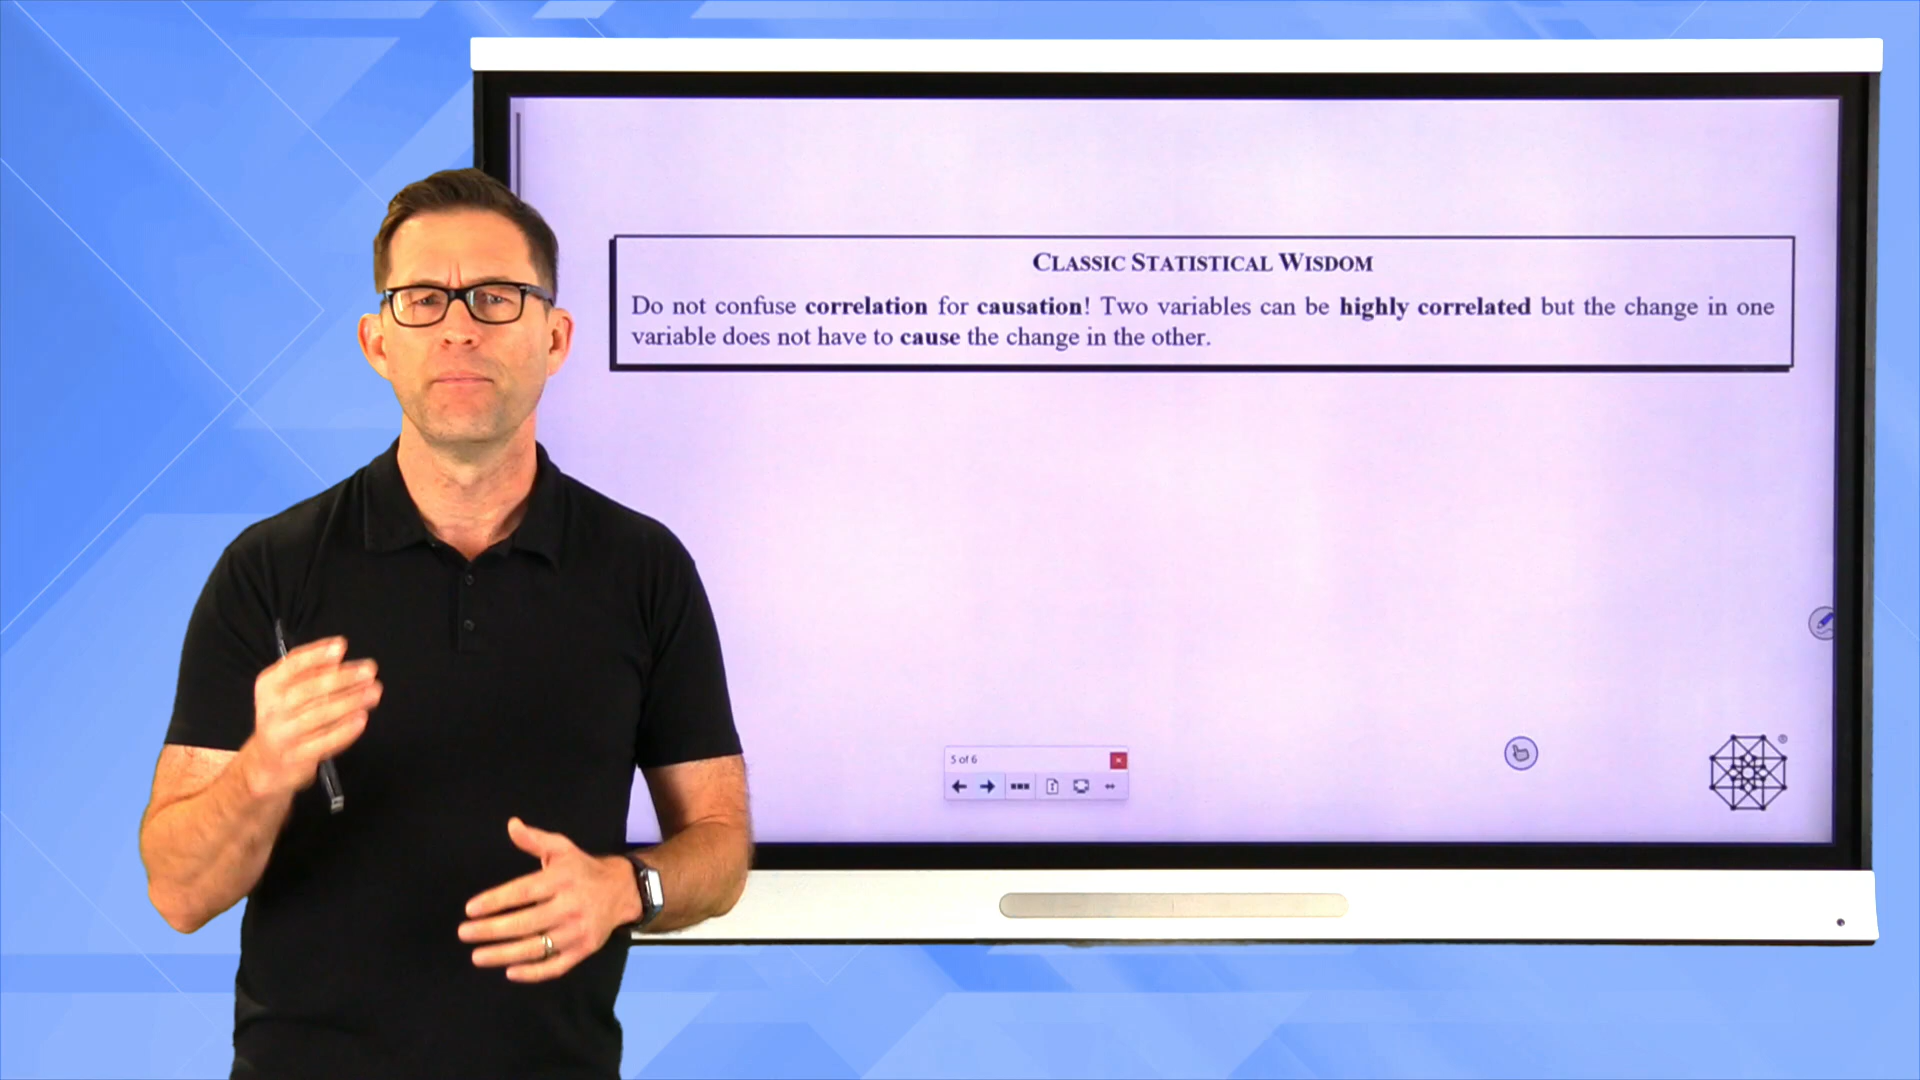 CLASSIC STATISTICAL WISDOM
Do not confuse correlation for causation! Two variables can be highly correlated but the change in one
variable does not have to cause the change in the other.
5 of 6
®